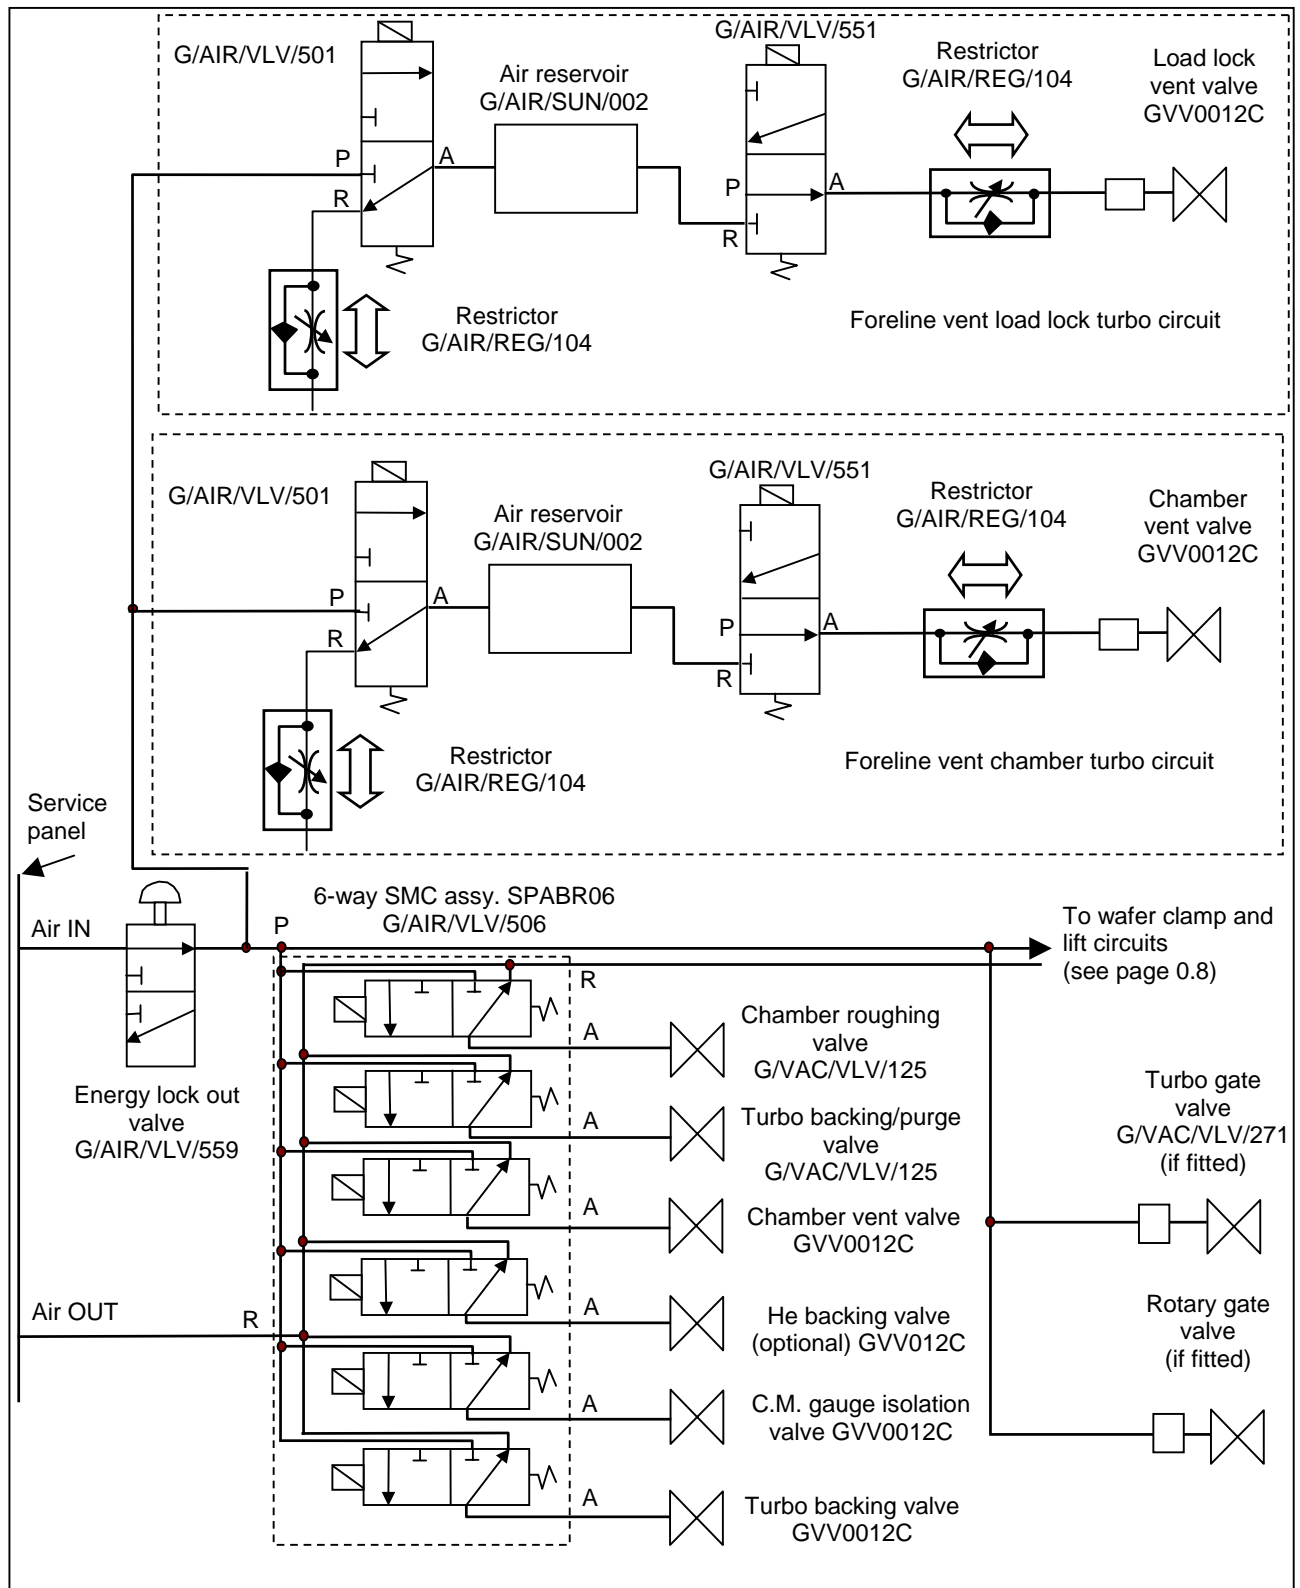 G/AIR/VLV/501
Air reservoir
G/AIR/SUN/002
G/AIR/VLV/551
Restrictor
G/AIR/REG/104
Load lock
vent valve
GVV0012C
P
A
R
P
A
R
Restrictor
G/AIR/REG/104
Foreline vent load lock turbo circuit
G/AIR/VLV/501
Air reservoir
G/AIR/SUN/002
G/AIR/VLV/551
Restrictor
G/AIR/REG/104
Chamber
vent valve
GVV0012C
P
A
R
P
A
R
Restrictor
G/AIR/REG/104
Foreline vent chamber turbo circuit
Service
panel
Air IN
Energy lock out
valve
G/AIR/VLV/559
6-way SMC assy. SPABR06
G/AIR/VLV/506
P
To wafer clamp and
lift circuits
(see page 0.8)
R
A
Chamber roughing
valve
G/VAC/VLV/125
A
Turbo backing/purge
valve
G/VAC/VLV/125
Turbo gate
valve
G/VAC/VLV/271
(if fitted)
A
Chamber vent valve
GVV0012C
Air OUT
R
A
He backing valve
(optional) GVV012C
Rotary gate
valve
(if fitted)
A
C.M. gauge isolation
valve GVV0012C
A
Turbo backing valve
GVV0012C